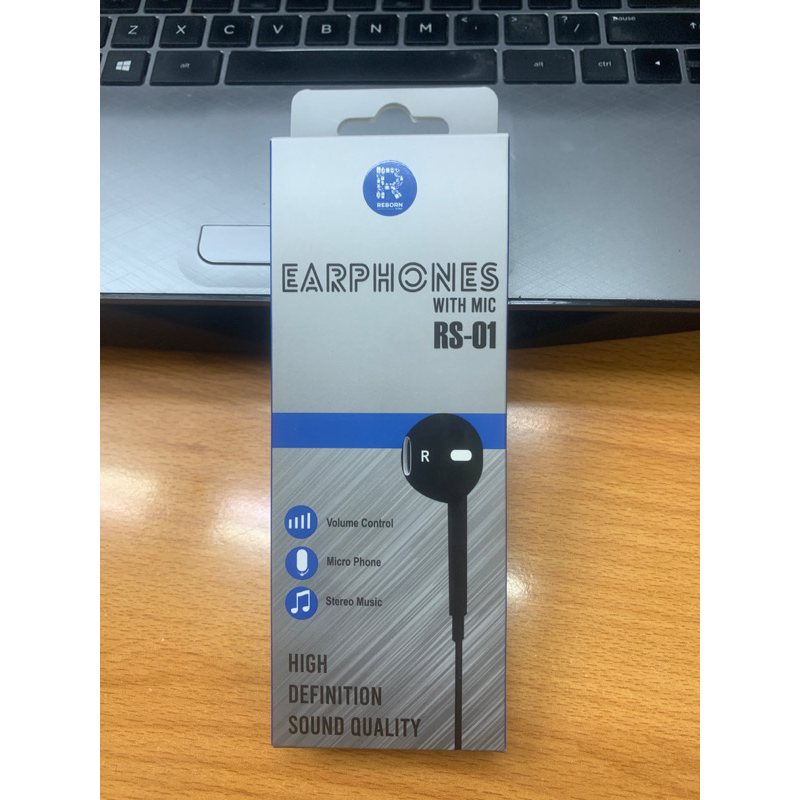 Z X C V B N M < > ? /
alt alt ctrl
pause
R
REBORN
EARPHONES
WITH MIC
RS-01
R
Volume Control
Micro Phone
Stereo Music
HIGH
DEFINITION
SOUND QUALITY